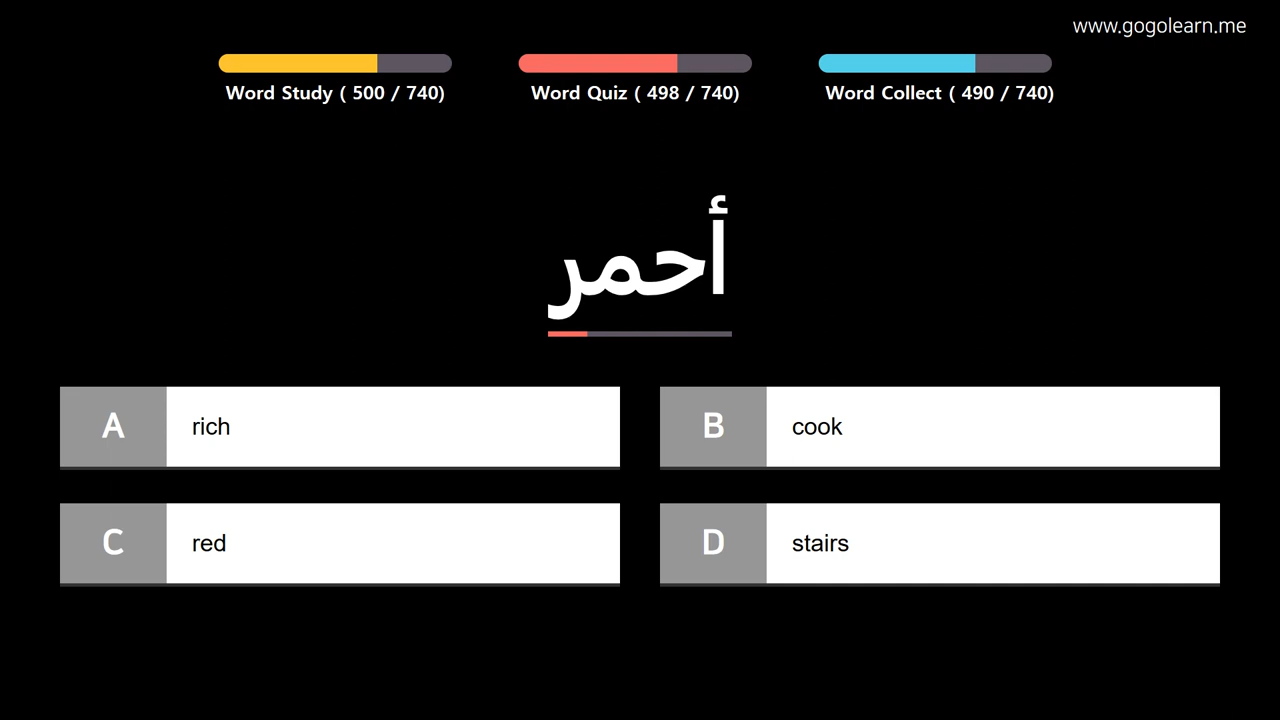 www.gogolearn.me
Word Study ( 500 / 740)
Word Quiz ( 498 / 740)
Word Collect ( 490 / 740)
أحمر
A rich
B cook
C red
D stairs